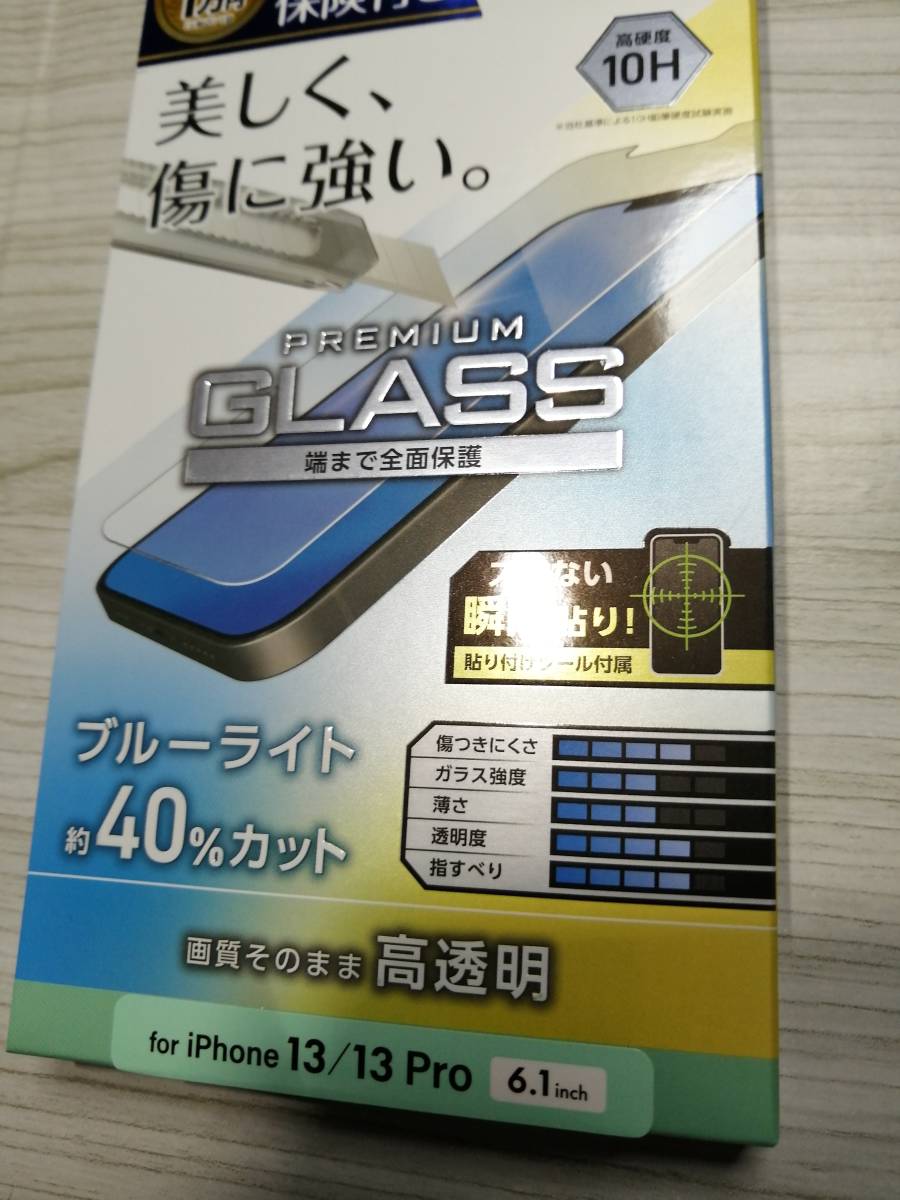 美しく、
傷に強い。
高硬度
10H
PREMIUM
GLASS
端まで全面保護
ない
貼り!
貼り付けツール付属
ブルーライト
約40%カット
傷つきにくさ
ガラス強度
薄さ
透明度
指すべり
画質そのまま 高透明
for iPhone 13/13 Pro 6.1inch